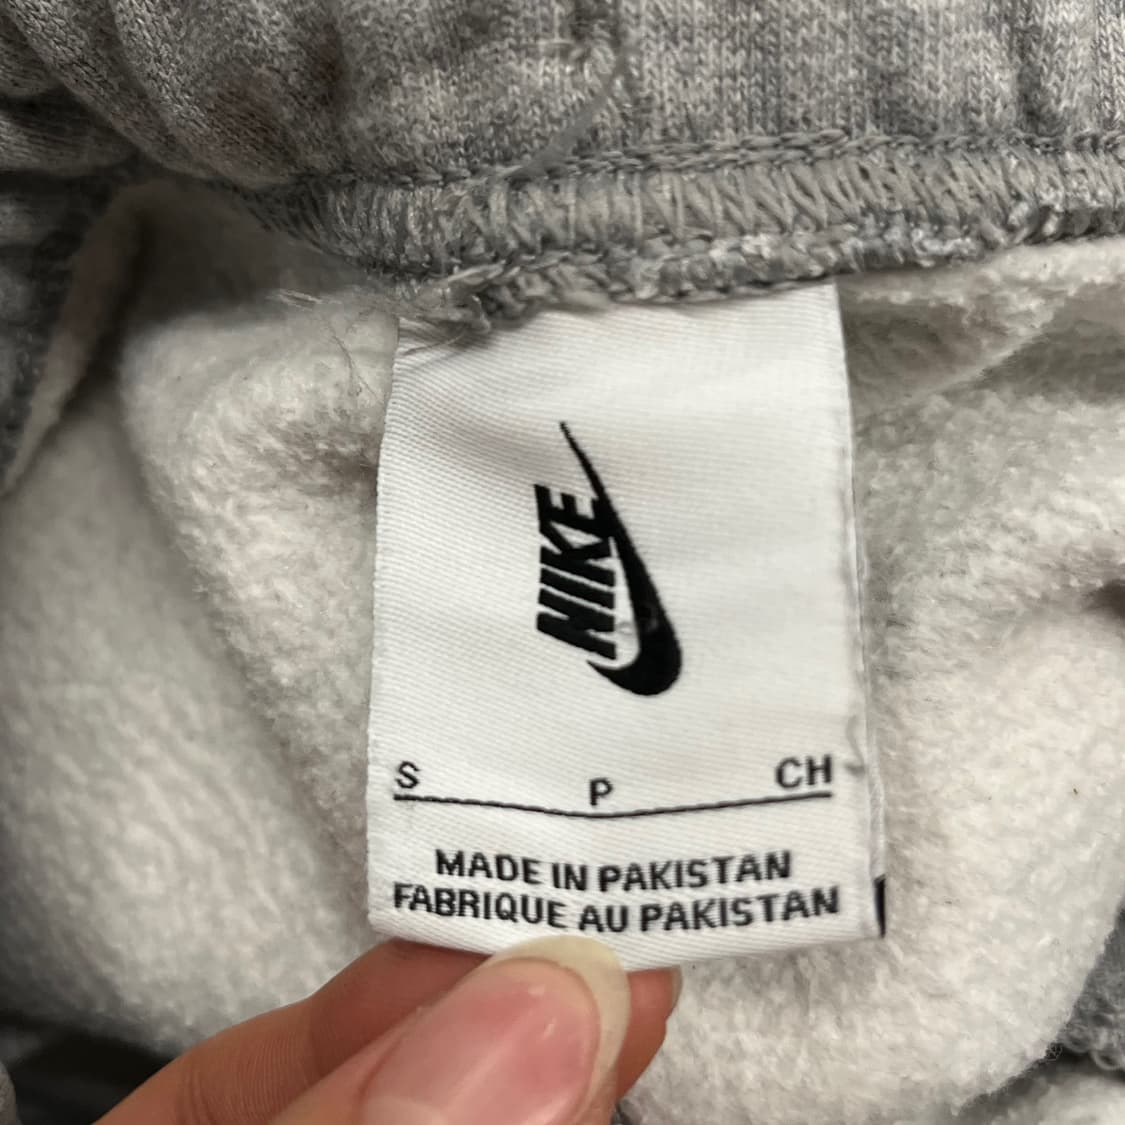 NIKE
S P CH
MADE IN PAKISTAN
FABRIQUE AU PAKISTAN